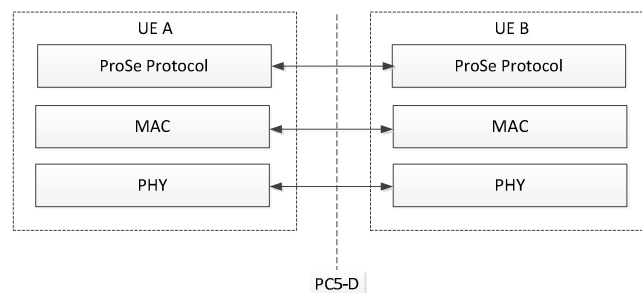 UE A
UE B
ProSe Protocol
ProSe Protocol
MAC
MAC
PHY
PHY
PC5-D